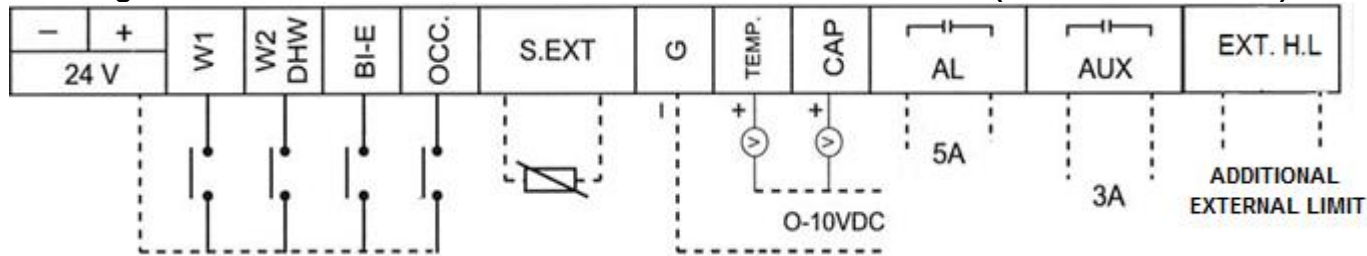 − +
24 V
W1
W2
DHW
BI-E
OCC.
S.EXT
G
TEMP.
CAP
AL
AUX
EXT. H.L
−
+
+
V
V
O-10VDC
5A
3A
ADDITIONAL
EXTERNAL LIMIT